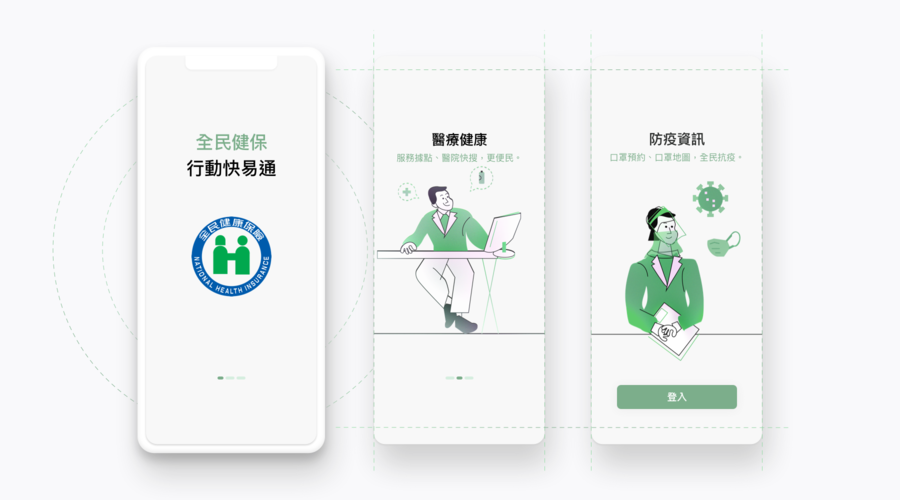 全民健保
行動快易通
全民健康保險
NATIONAL HEALTH INSURANCE
醫療健康
服務據點、醫院快搜，更便民。
防疫資訊
口罩預約、口罩地圖，全民抗疫。
登入